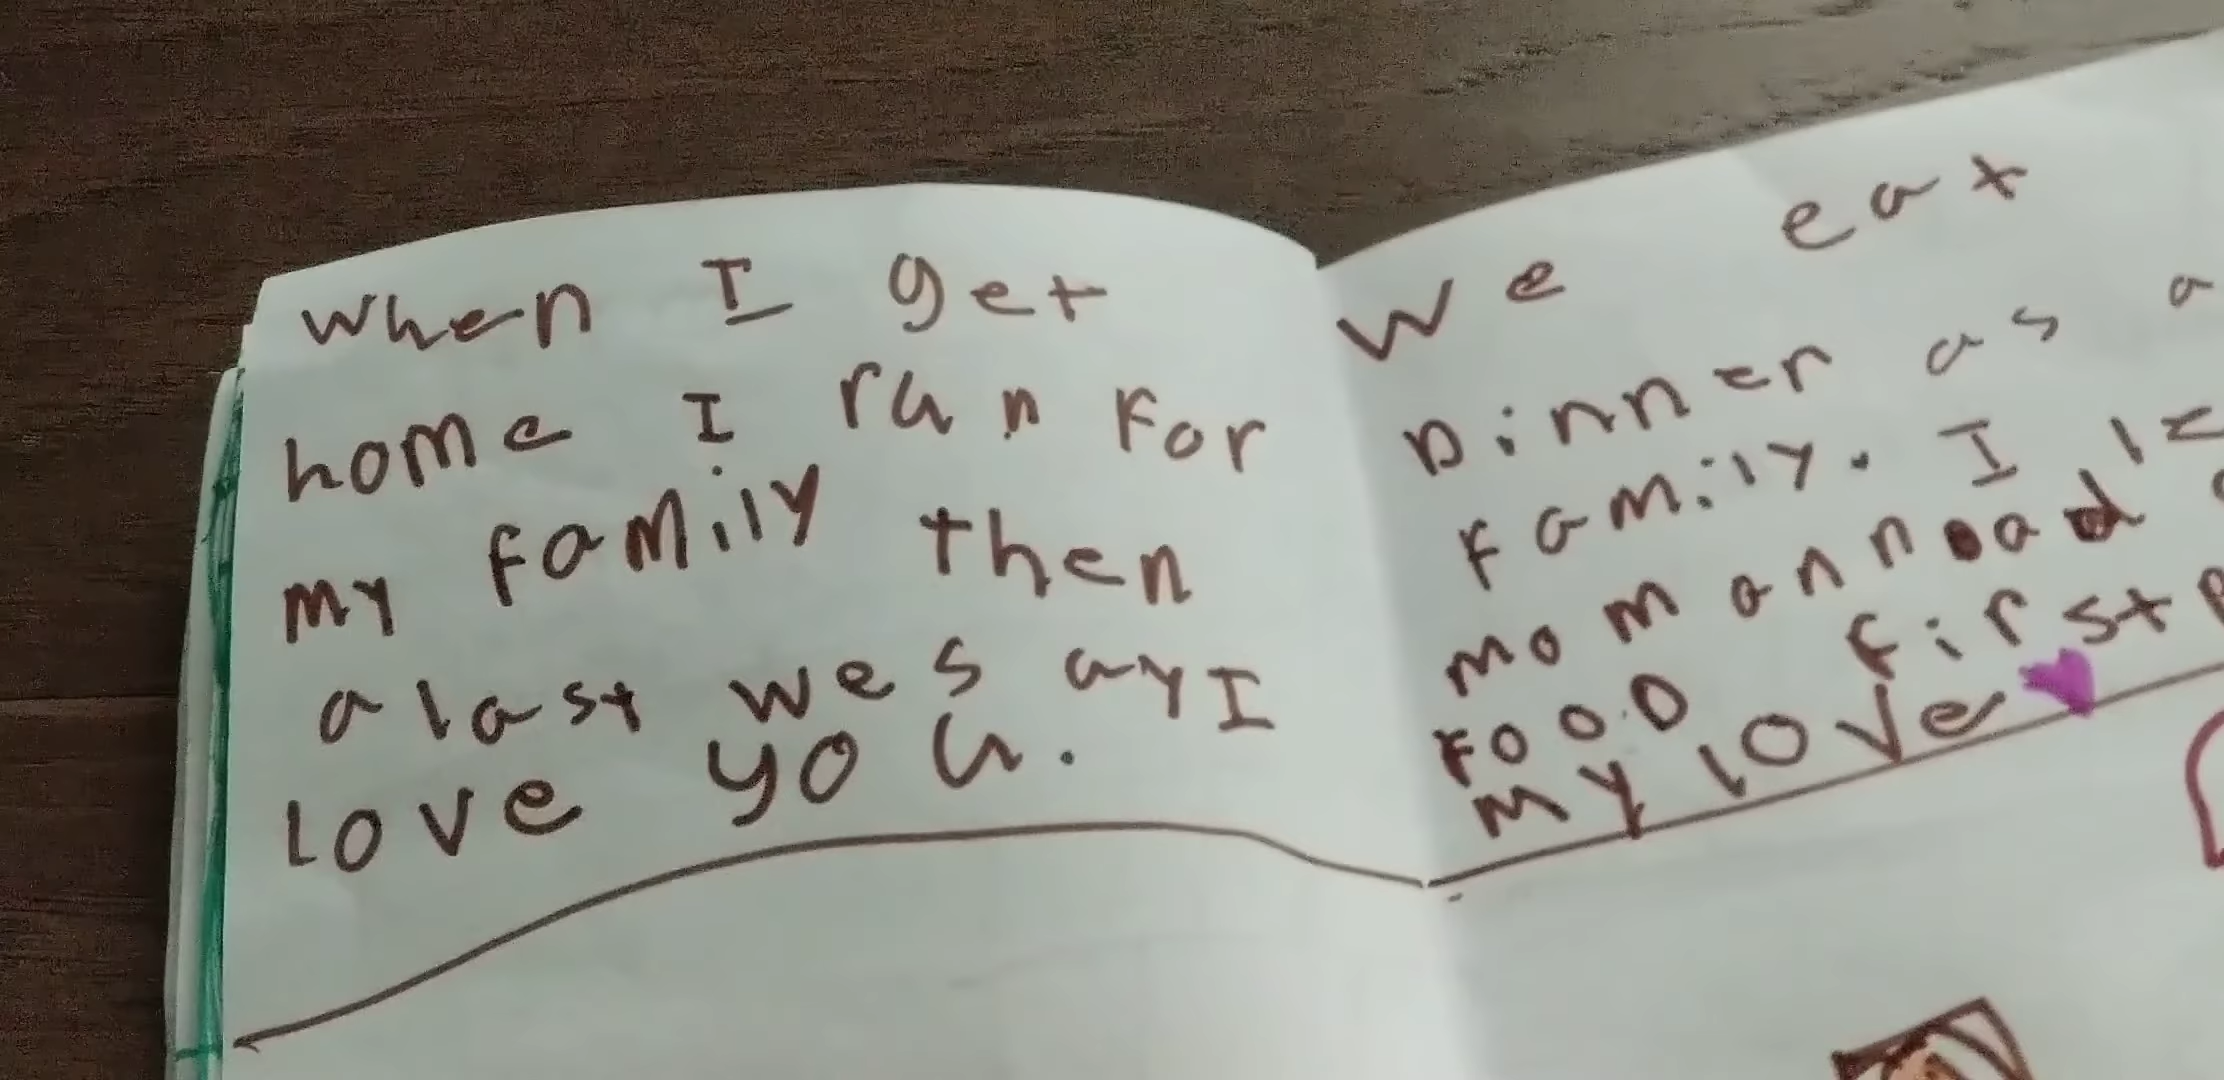 when I get
home I run For
my family then
a last we say I
Love you.
We eat
Dinner as a
Family. I
mom an
Food first
my love